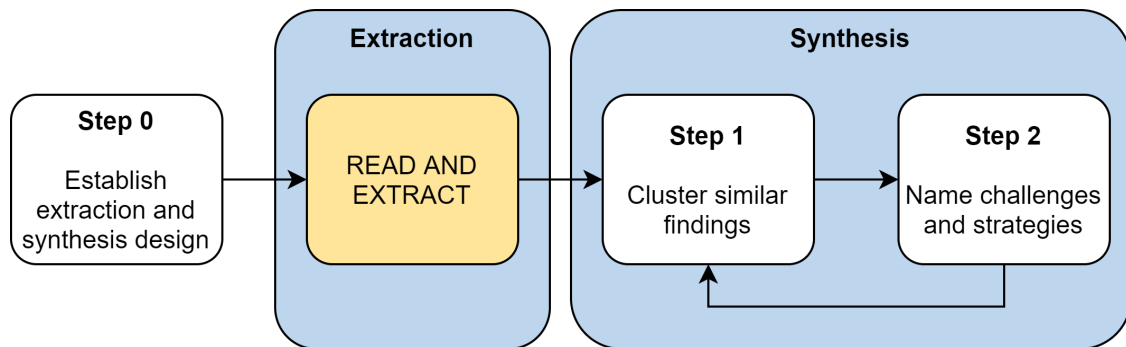 Step 0
Establish
extraction and
synthesis design
Extraction
READ AND
EXTRACT
Synthesis
Step 1
Cluster similar
findings
Step 2
Name challenges
and strategies